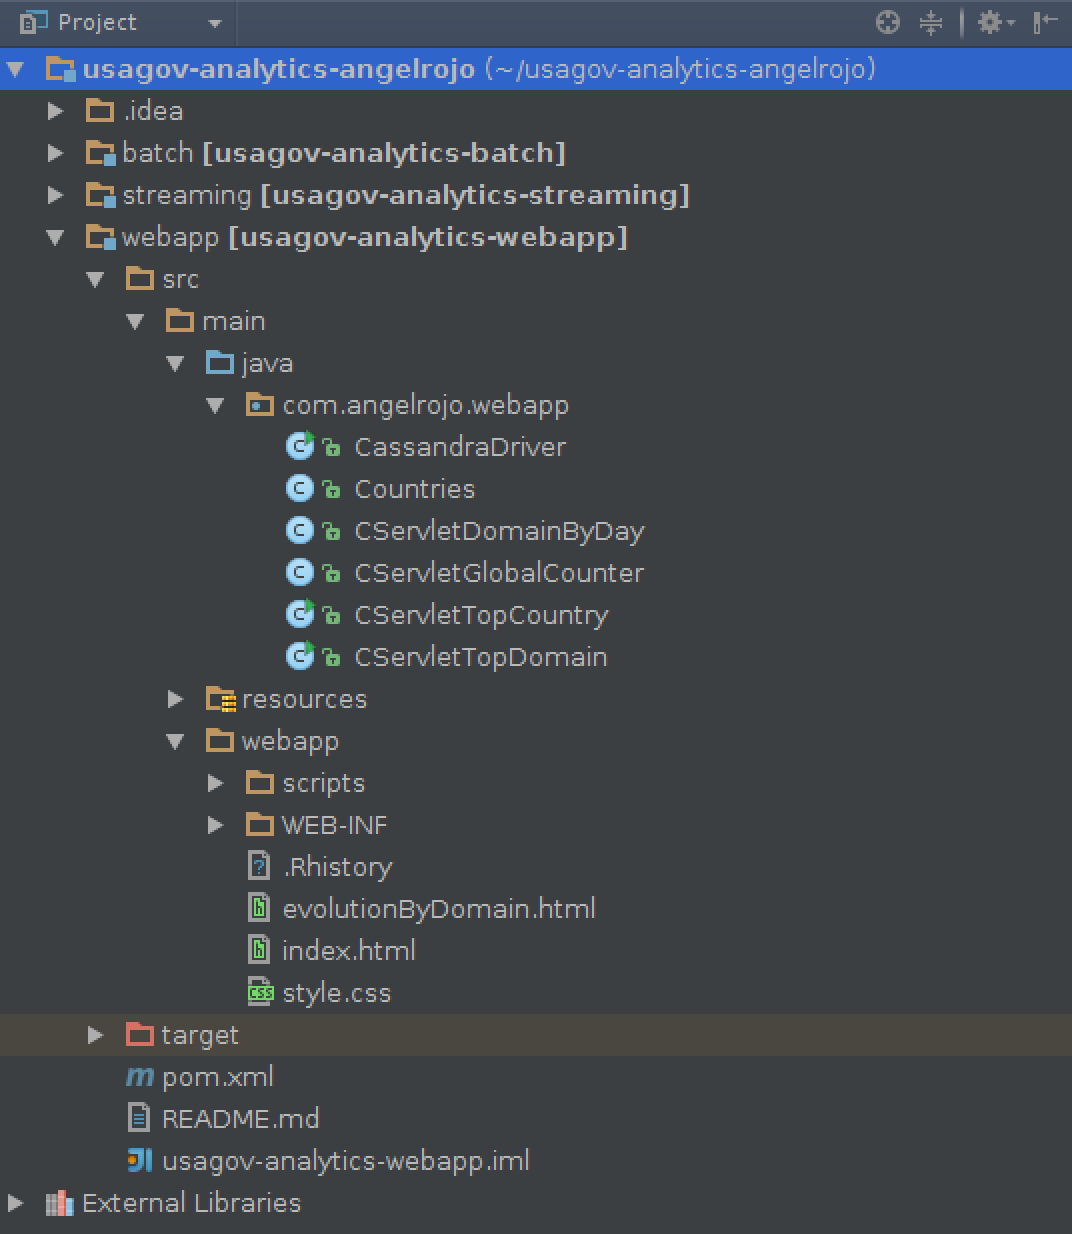 Project
usagov-analytics-angelrojo (~/usagov-analytics-angelrojo)
.idea
batch [usagov-analytics-batch]
streaming [usagov-analytics-streaming]
webapp [usagov-analytics-webapp]
src
main
java
com.angelrojo.webapp
CassandraDriver
Countries
CServletDomainByDay
CServletGlobalCounter
CServletTopCountry
CServletTopDomain
resources
webapp
scripts
WEB-INF
.Rhistory
evolutionByDomain.html
index.html
style.css
target
pom.xml
README.md
usagov-analytics-webapp.iml
External Libraries